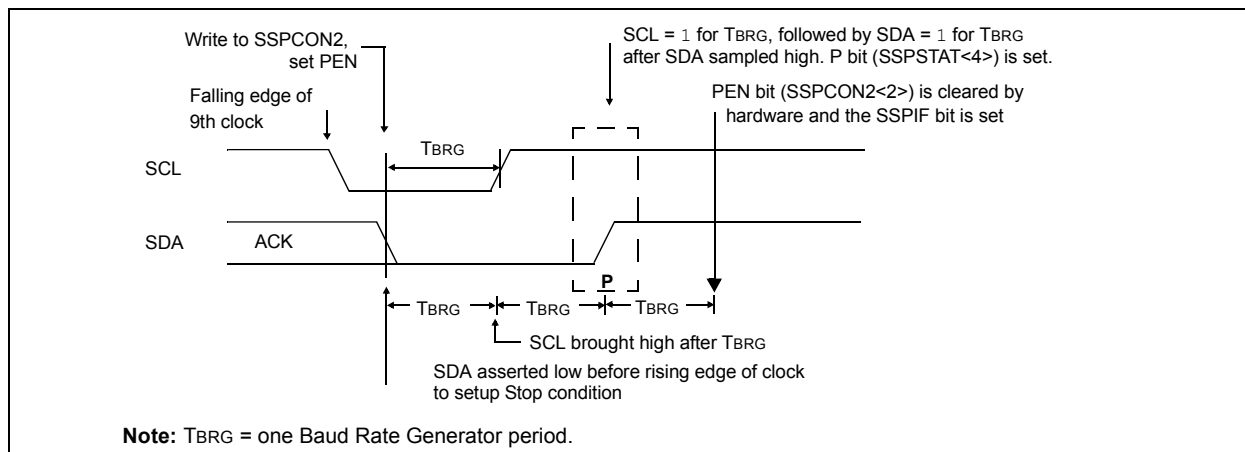 Write to SSPCON2,
set PEN
SCL = 1 for TBRG, followed by SDA = 1 for TBRG
after SDA sampled high. P bit (SSPSTAT<4>) is set.
Falling edge of
9th clock
PEN bit (SSPCON2<2>) is cleared by
hardware and the SSPIF bit is set
TBRG
SCL
SDA
ACK
P
TBRG
TBRG
TBRG
SCL brought high after TBRG
SDA asserted low before rising edge of clock
to setup Stop condition
Note: TBRG = one Baud Rate Generator period.